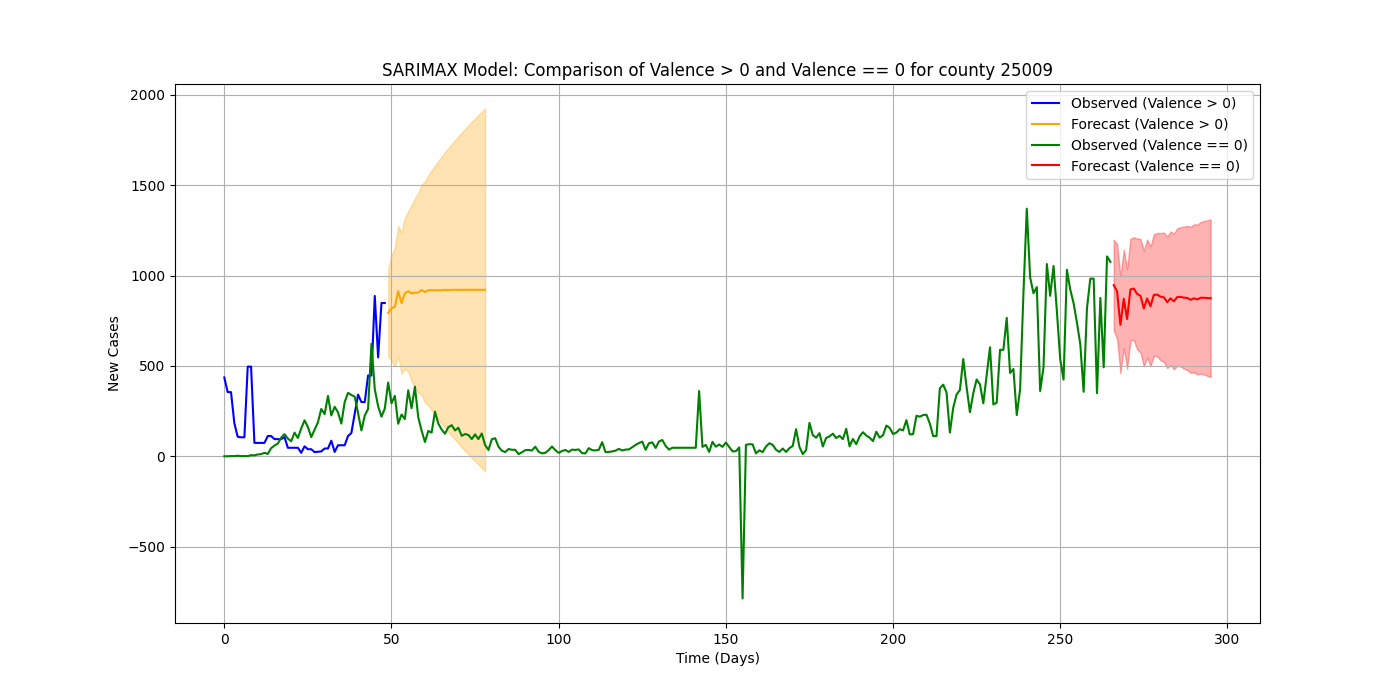 SARIMAX Model: Comparison of Valence > 0 and Valence == 0 for county 25009
Observed (Valence > 0)
Forecast (Valence > 0)
Observed (Valence == 0)
Forecast (Valence == 0)
2000
1500
1000
500
0
−500
New Cases
0 50 100 150 200 250 300
Time (Days)